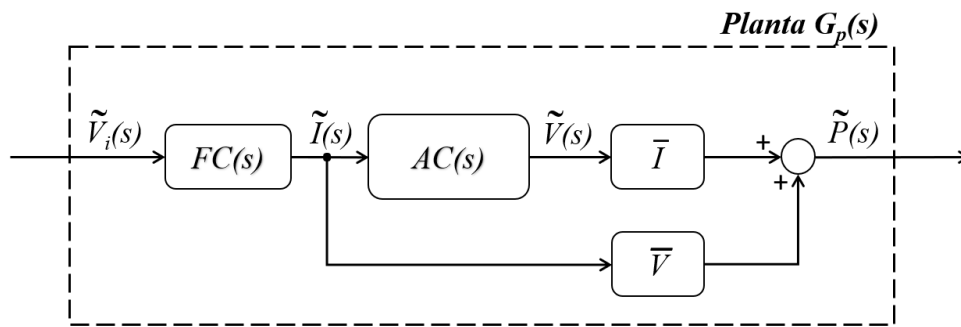 Planta Gp(s)
Ṽi(s)
FC(s)
Ĩ(s)
AC(s)
Ṽ(s)
Ī
+
+
P̃(s)
V̅